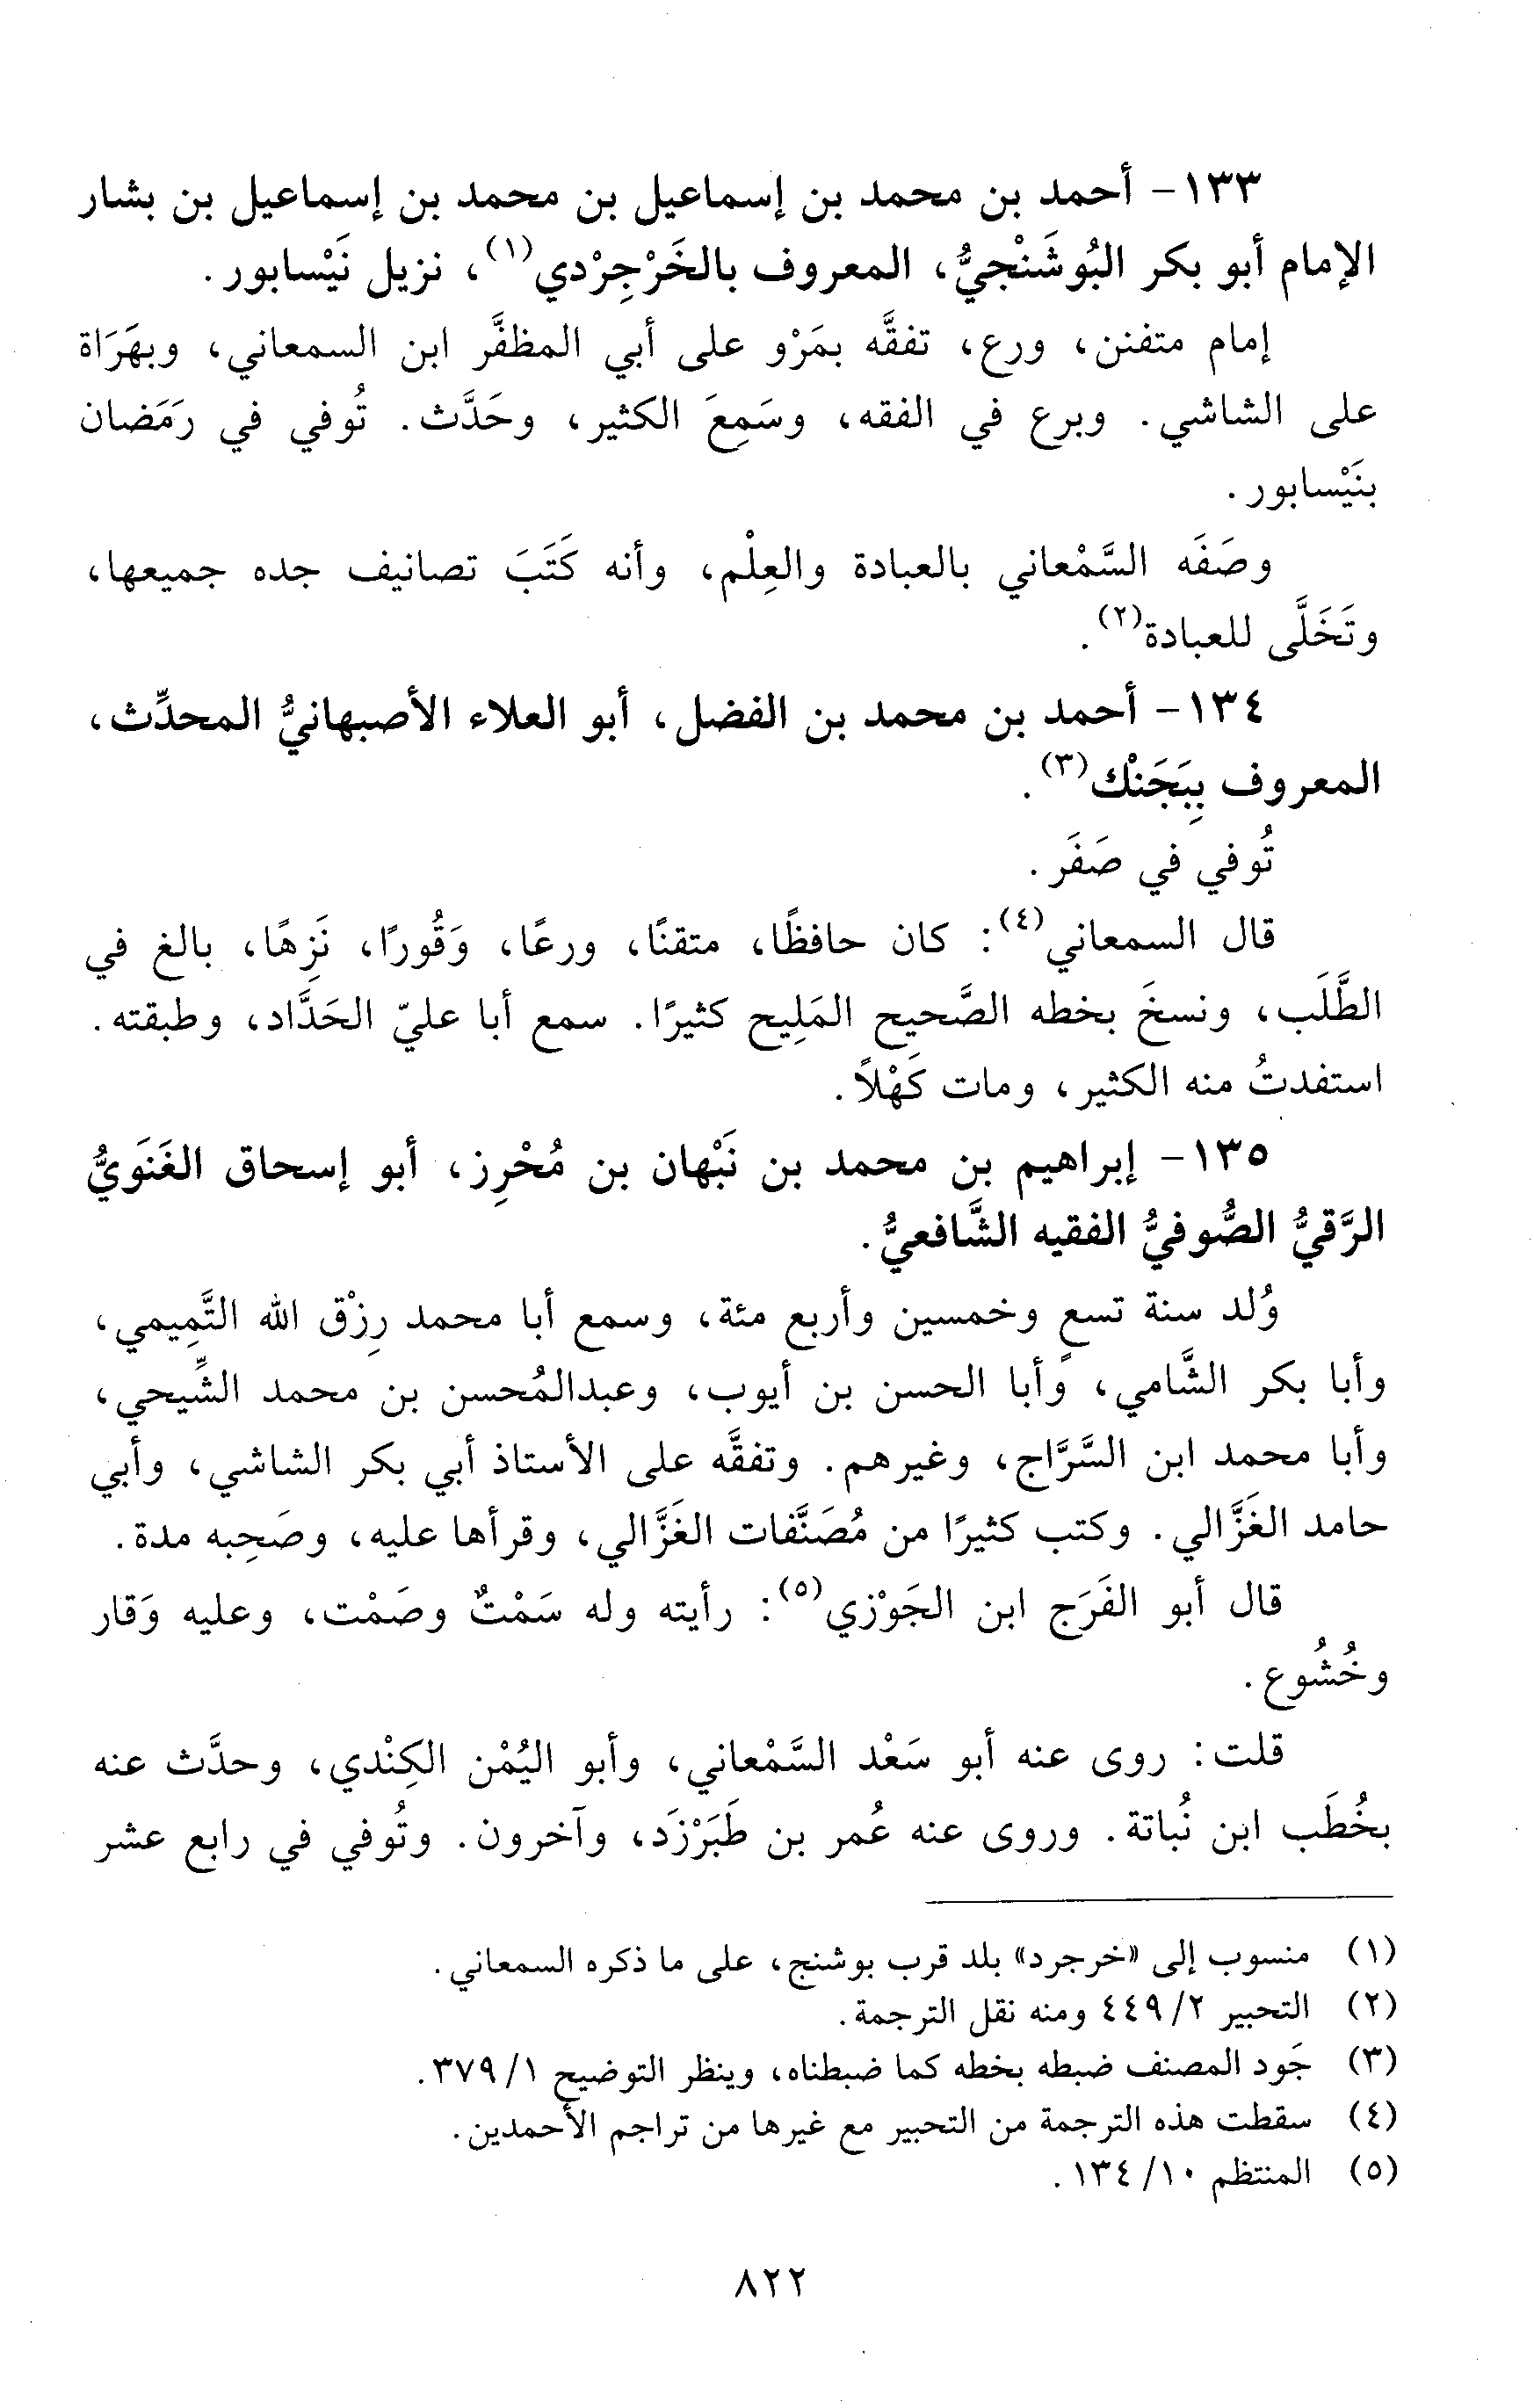 ١٣٣- أحمد بن محمد بن إسماعيل بن محمد بن إسماعيل بن بشار
الإمام أبو بكر البُوشَنْجيُّ، المعروف بالخَرْجِرْدي(١)، نزيل نَيْسابور.
إمام متفنن، ورع، تفقَّه بمَرْو على أبي المظفَّر ابن السمعاني، وبهَرَاة
على الشاشي. وبرع في الفقه، وسَمِعَ الكثير، وحَدَّث. تُوفي في رَمَضان
بنَيْسابور.
وصَفَه السَّمْعاني بالعبادة والعِلْم، وأنه كَتَبَ تصانيف جده جميعها،
وتَخَلَّى للعبادة(٢).
١٣٤- أحمد بن محمد بن الفضل، أبو العلاء الأصبهانيُّ المحدِّث،
المعروف بِبَجَنْك(٣).
تُوفي في صَفَر.
قال السمعاني(٤): كان حافظًا، متقنًا، ورعًا، وَقُورًا، نَزِهًا، بالغ في
الطَّلَب، ونسخَ بخطه الصَّحيح المَلِيح كثيرًا. سمع أبا عليّ الحَدَّاد، وطبقته.
استفدتُ منه الكثير، ومات كَهْلاً.
١٣٥- إبراهيم بن محمد بن نَبْهان بن مُحْرِز، أبو إسحاق الغَنَويُّ
الرَّقيُّ الصُّوفيُّ الفقيه الشَّافعيُّ.
وُلد سنة تسعٍ وخمسين وأربع مئة، وسمع أبا محمد رِزْق الله التَّمِيمي،
وأبا بكر الشَّامي، وأبا الحسن بن أيوب، وعبدالمُحسن بن محمد الشِّيحي،
وأبا محمد ابن السَّرَّاج، وغيرهم. وتفقَّه على الأستاذ أبي بكر الشاشي، وأبي
حامد الغَزَّالي. وكتب كثيرًا من مُصَنَّفات الغَزَّالي، وقرأها عليه، وصَحِبه مدة.
قال أبو الفَرَج ابن الجَوْزي(٥): رأيته وله سَمْتٌ وصَمْت، وعليه وَقار
وخُشُوع.
قلت: روى عنه أبو سَعْد السَّمْعاني، وأبو اليُمْن الكِنْدي، وحدَّث عنه
بخُطَب ابن نُباتة. وروى عنه عُمر بن طَبَرْزَد، وآخرون. وتُوفي في رابع عشر
(١) منسوب إلى «خرجرد» بلد قرب بوشنج، على ما ذكره السمعاني.
(٢) التحبير ٢/ ٤٤٩ ومنه نقل الترجمة.
(٣) جَود المصنف ضبطه بخطه كما ضبطناه، وينظر التوضيح ١/ ٣٧٩.
(٤) سقطت هذه الترجمة من التحبير مع غيرها من تراجم الأحمدين.
(٥) المنتظم ١٠/ ١٣٤.
٨٢٢